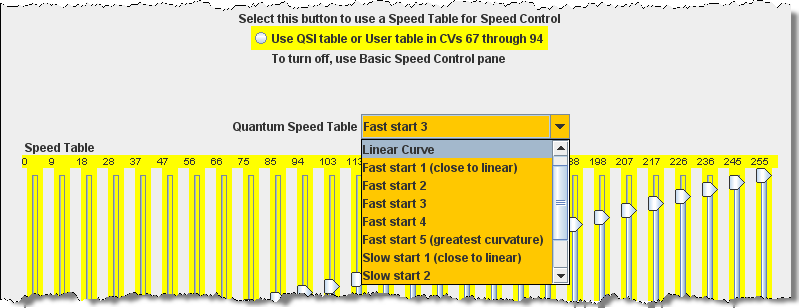 Select this button to use a Speed Table for Speed Control
Use QSI table or User table in CVs 67 through 94
To turn off, use Basic Speed Control pane
Quantum Speed Table Fast start 3
Linear Curve
Fast start 1 (close to linear)
Fast start 2
Fast start 3
Fast start 4
Fast start 5 (greatest curvature)
Slow start 1 (close to linear)
Slow start 2
Speed Table
0 9 18 28 37 47 56 66 75 85 94 103 198 207 217 226 236 245 255